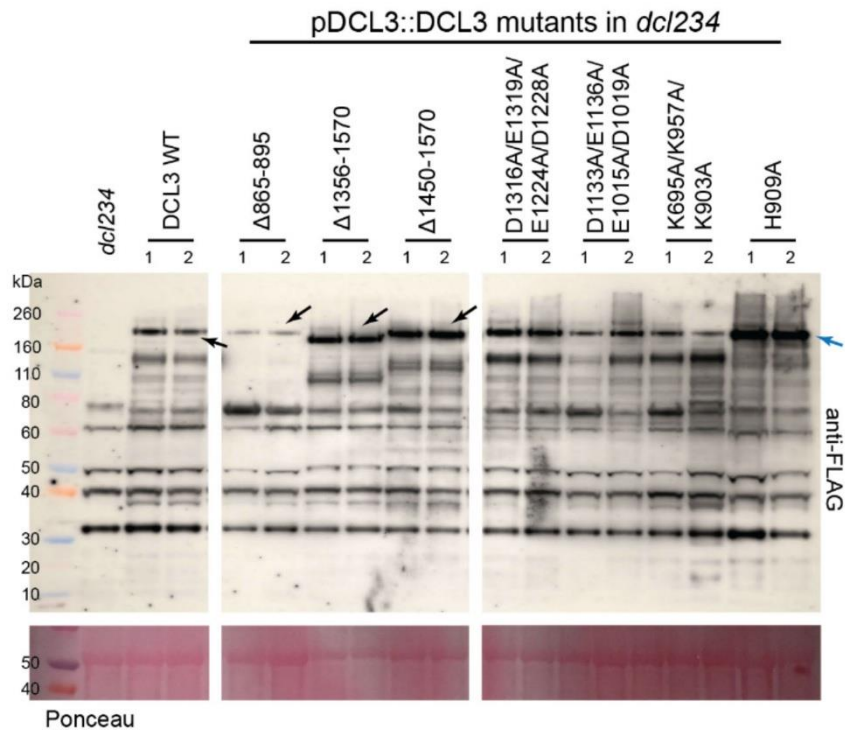 pDCL3::DCL3 mutants in dcl234
dcl234
DCL3 WT
Δ865-895
Δ1356-1570
Δ1450-1570
D1316A/E1319A/
E1224A/D1228A
D1133A/E1136A/
E1015A/D1019A
K695A/K957A/
K903A
H909A
1 2 1 2 1 2 1 2 1 2 1 2 1 2 1 2
kDa
260
160
110
80
60
50
40
30
20
10
anti-FLAG
50
40
Ponceau